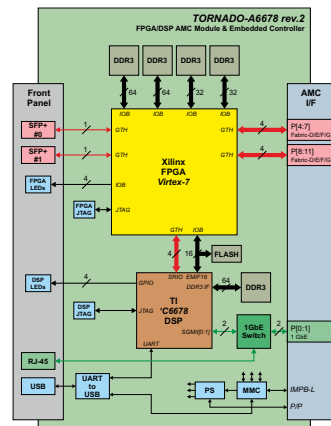 TORNADO-A6678 rev.2
FPGA/DSP AMC Module & Embedded Controller
Front
Panel
AMC
I/F
DDR3
DDR3
DDR3
DDR3
64
64
32
32
IOB
IOB
IOB
IOB
SFP+
#0
1
GTH
GTH
4
P[4:7]
Fabric-D/E/F/G
SFP+
#1
1
GTH
GTH
4
P[8:11]
Fabric-D/E/F/G
Xilinx
FPGA
Virtex-7
FPGA
LEDs
4
IOB
FPGA
JTAG
JTAG
GTH
IOB
4
16
FLASH
SRIO
EMIF16
DSP
LEDs
4
GPIO
DDR3 IF
64
DDR3
TI
'C6678
DSP
DSP
JTAG
JTAG
SGMII[0:1]
2
1GbE
Switch
2
P[0:1]
1 GbE
UART
RJ-45
USB
UART
to
USB
PS
MMC
IMPB-L
P/P